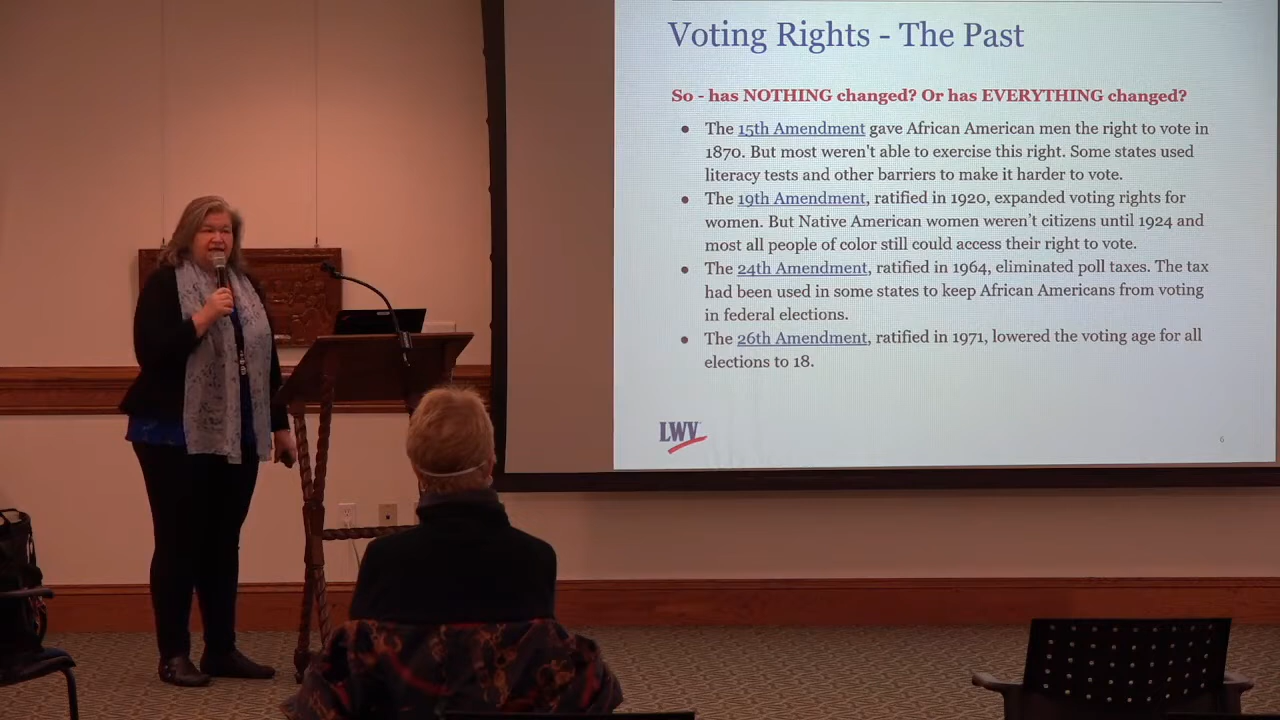 Voting Rights - The Past
So - has NOTHING changed? Or has EVERYTHING changed?
● The 15th Amendment gave African American men the right to vote in
1870. But most weren't able to exercise this right. Some states used
literacy tests and other barriers to make it harder to vote.
● The 19th Amendment, ratified in 1920, expanded voting rights for
women. But Native American women weren't citizens until 1924 and
most all people of color still could access their right to vote.
● The 24th Amendment, ratified in 1964, eliminated poll taxes. The tax
had been used in some states to keep African Americans from voting
in federal elections.
● The 26th Amendment, ratified in 1971, lowered the voting age for all
elections to 18.
LWV
6